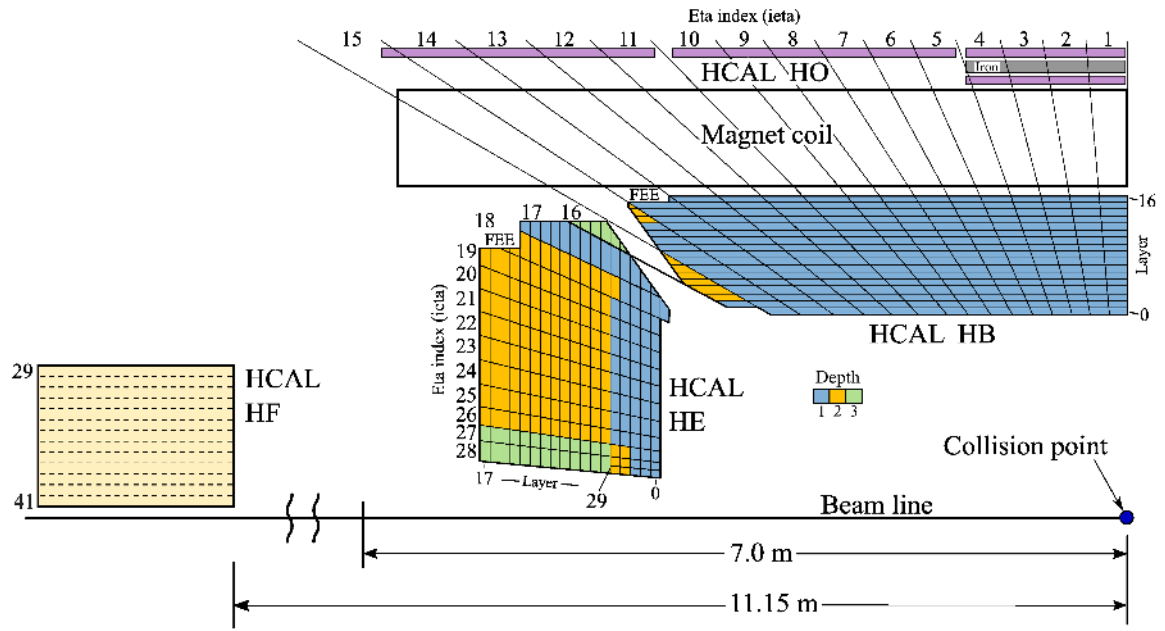 Eta index (ieta)
15 14 13 12 11 10 9 8 7 6 5 4 3 2 1
HCAL HO
Iron
Magnet coil
FEE
16
Layer
0
HCAL HB
18 17 16
FEE
19
20
21
22
23
24
25
26
27
28
Eta index (ieta)
HCAL
HE
17 — Layer — 29 0
Depth
1 2 3
29
41
HCAL
HF
Collision point
Beam line
7.0 m
11.15 m